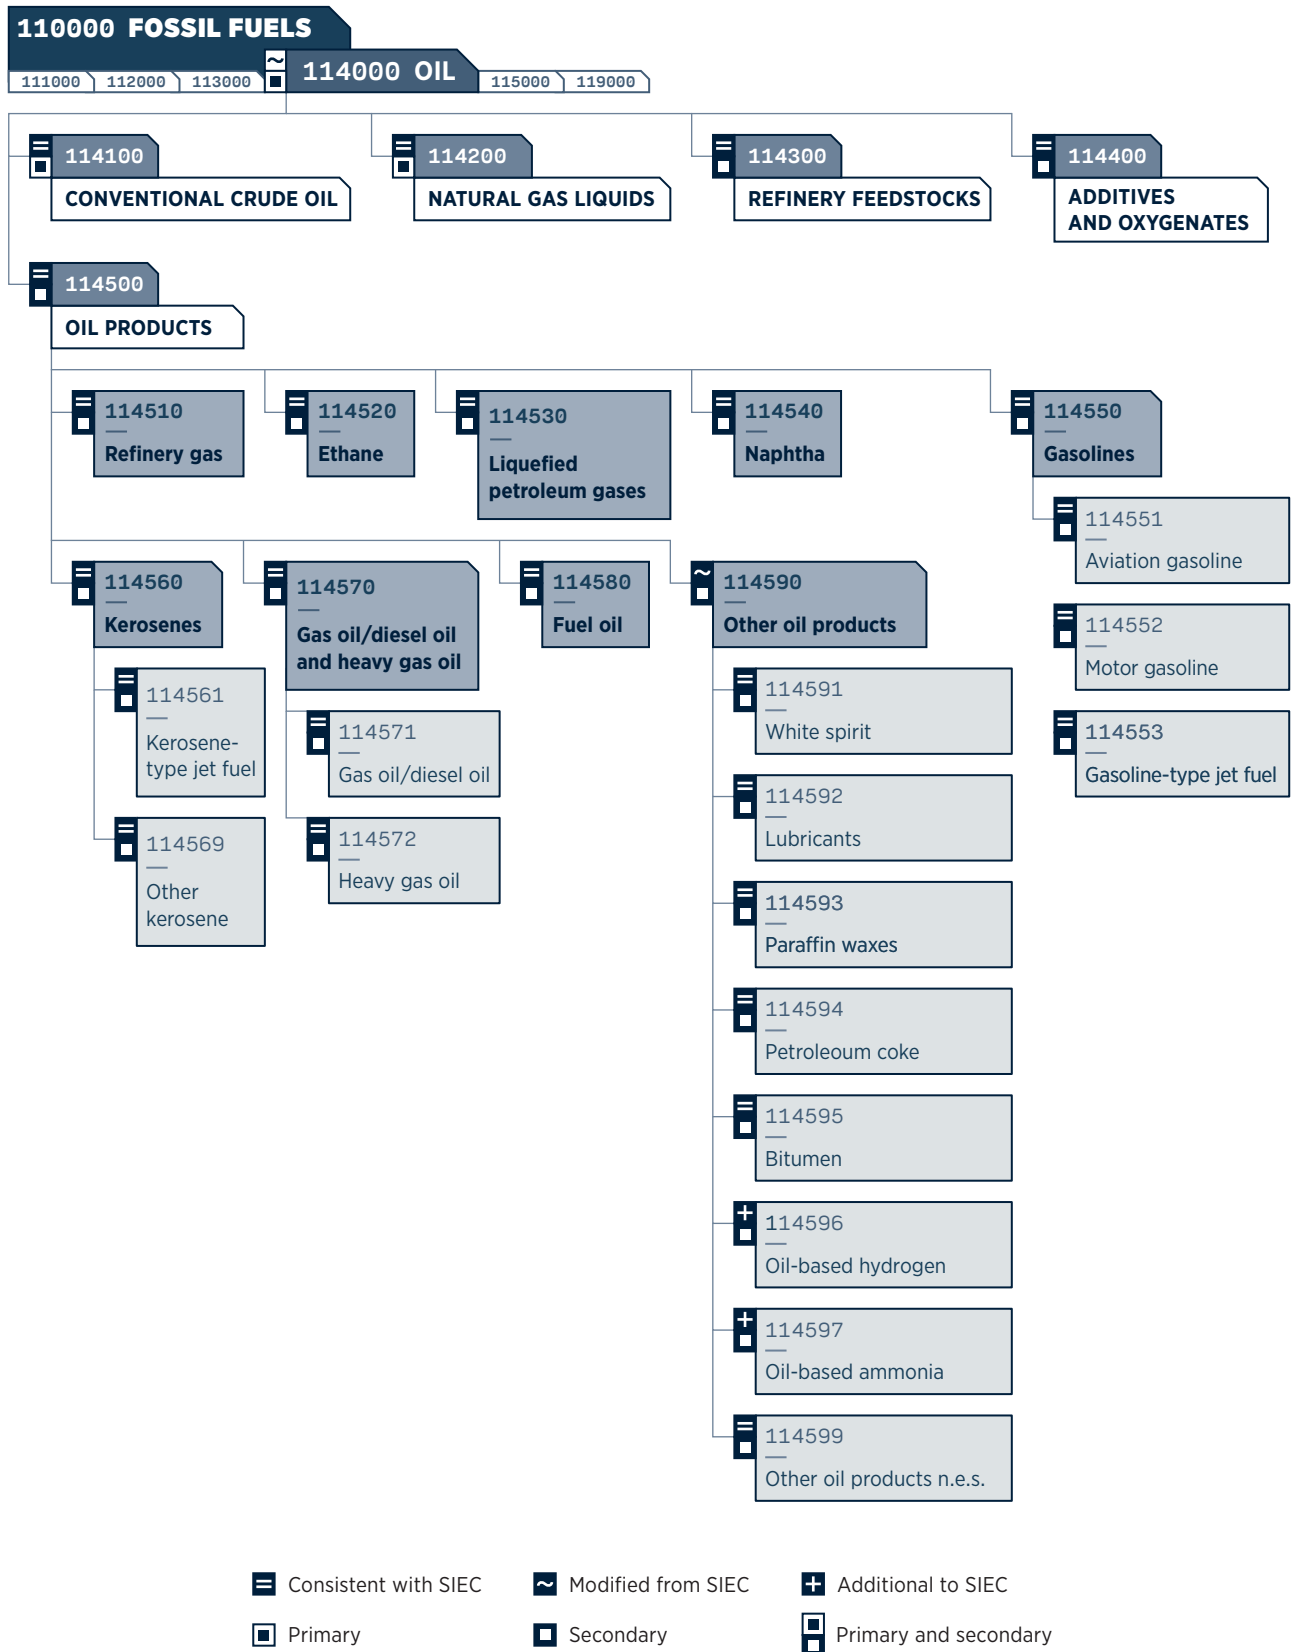 110000 FOSSIL FUELS
111000 112000 113000 ~ 114000 OIL 115000 119000
= 114100
CONVENTIONAL CRUDE OIL
= 114200
NATURAL GAS LIQUIDS
= 114300
REFINERY FEEDSTOCKS
= 114400
ADDITIVES
AND OXYGENATES
= 114500
OIL PRODUCTS
= 114510
Refinery gas
= 114520
Ethane
= 114530
Liquefied
petroleum gases
= 114540
Naphtha
= 114550
Gasolines
= 114551
Aviation gasoline
= 114552
Motor gasoline
= 114553
Gasoline-type jet fuel
= 114560
Kerosenes
= 114561
Kerosene-
type jet fuel
= 114569
Other
kerosene
= 114570
Gas oil/diesel oil
and heavy gas oil
= 114571
Gas oil/diesel oil
= 114572
Heavy gas oil
= 114580
Fuel oil
~ 114590
Other oil products
= 114591
White spirit
= 114592
Lubricants
= 114593
Paraffin waxes
= 114594
Petroleoum coke
= 114595
Bitumen
+ 114596
Oil-based hydrogen
+ 114597
Oil-based ammonia
= 114599
Other oil products n.e.s.
= Consistent with SIEC ~ Modified from SIEC + Additional to SIEC
Primary Secondary Primary and secondary